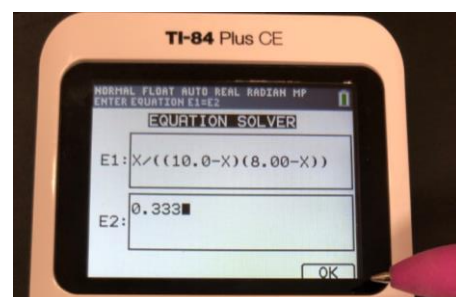 TI-84 Plus CE
NORMAL FLOAT AUTO REAL RADIAN MP
ENTER EQUATION E1=E2
EQUATION SOLVER
E1: X/((10.0-X)(8.00-X))
E2: 0.333
OK